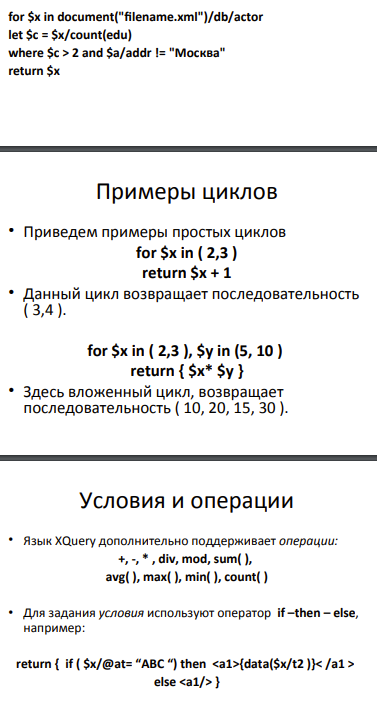 for $x in document("filename.xml")/db/actor
let $c = $x/count(edu)
where $c > 2 and $a/addr != "Москва"
return $x
Примеры циклов
• Приведем примеры простых циклов
for $x in ( 2,3 )
return $x + 1
• Данный цикл возвращает последовательность
( 3,4 ).
for $x in ( 2,3 ), $y in (5, 10 )
return { $x* $y }
• Здесь вложенный цикл, возвращает
последовательность ( 10, 20, 15, 30 ).
Условия и операции
• Язык XQuery дополнительно поддерживает операции:
+, -, * , div, mod, sum( ),
avg( ), max( ), min( ), count( )
• Для задания условия используют оператор if –then – else,
например:
return { if ( $x/@at= “ABC “) then <a1>{data($x/t2 )}< /a1 >
else <a1/> }